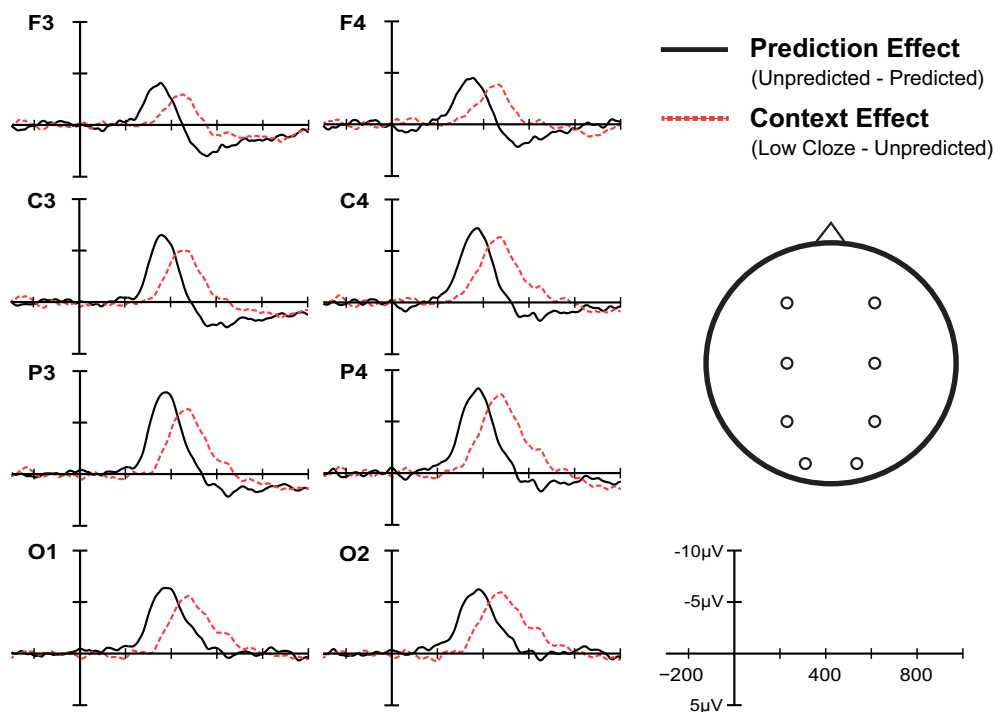 F3
F4
Prediction Effect
(Unpredicted - Predicted)
Context Effect
(Low Cloze - Unpredicted)
C3
C4
P3
P4
O1
O2
-10µV
-5µV
−200 400 800
5µV